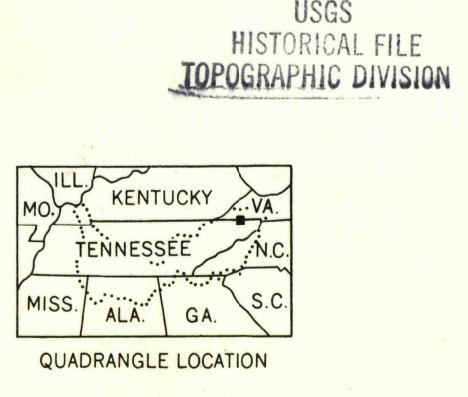 USGS
HISTORICAL FILE
TOPOGRAPHIC DIVISION
ILL.
MO.
KENTUCKY
VA.
TENNESSEE
N.C.
MISS.
ALA.
GA.
S.C.
QUADRANGLE LOCATION